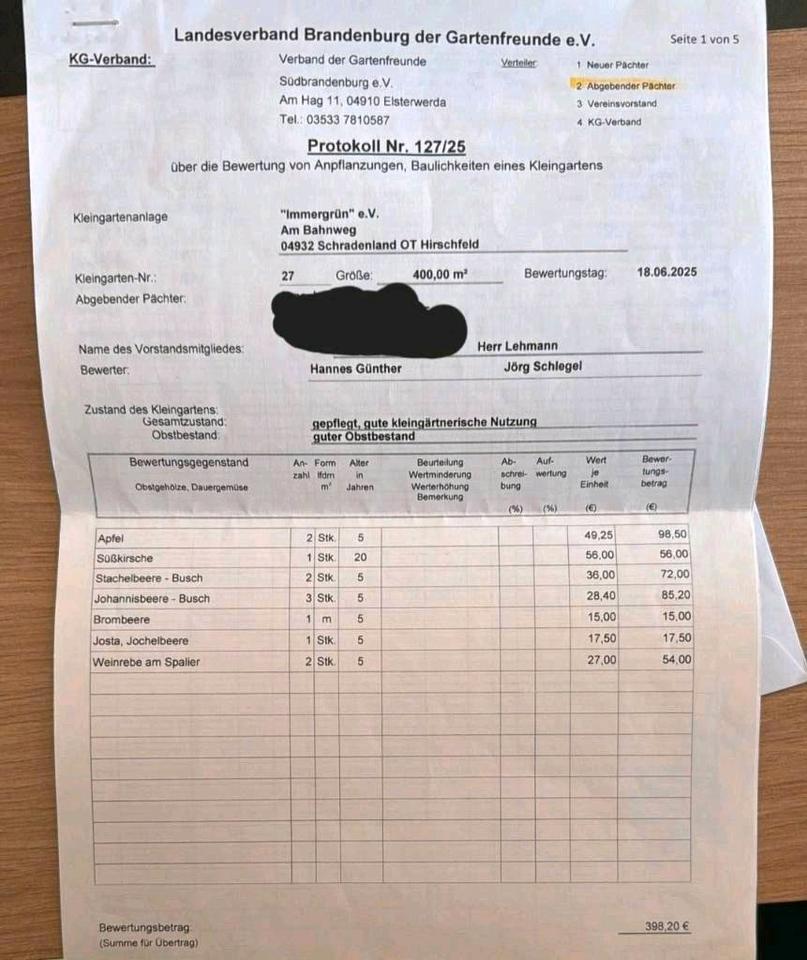 Landesverband Brandenburg der Gartenfreunde e.V.
Seite 1 von 5
KG-Verband:
Verband der Gartenfreunde
Südbrandenburg e.V.
Am Hag 11, 04910 Elsterwerda
Tel.: 03533 7810587
Verteiler
1 Neuer Pächter
2 Abgebender Pächter
3 Vereinsvorstand
4 KG-Verband
Protokoll Nr. 127/25
über die Bewertung von Anpflanzungen, Baulichkeiten eines Kleingartens
Kleingartenanlage
"Immergrün" e.V.
Am Bahnweg
04932 Schradenland OT Hirschfeld
Kleingarten-Nr.: 27 Größe: 400,00 m² Bewertungstag: 18.06.2025
Abgebender Pächter:
Name des Vorstandsmitgliedes: Herr Lehmann
Bewerter: Hannes Günther Jörg Schlegel
Zustand des Kleingartens:
Gesamtzustand: gepflegt, gute kleingärtnerische Nutzung
Obstbestand: guter Obstbestand
Bewertungsgegenstand
Obstgehölze, Dauergemüse
An-
zahl
Form
lfdm
m²
Alter
in
Jahren
Beurteilung
Wertminderung
Werterhöhung
Bemerkung
Ab-
schrei-
bung
(%)
Auf-
wertung
(%)
Wert
je
Einheit
(€)
Bewer-
tungs-
betrag
(€)
Apfel 2 Stk. 5 49,25 98,50
Süßkirsche 1 Stk. 20 56,00 56,00
Stachelbeere - Busch 2 Stk. 5 36,00 72,00
Johannisbeere - Busch 3 Stk. 5 28,40 85,20
Brombeere 1 m 5 15,00 15,00
Josta, Jochelbeere 1 Stk. 5 17,50 17,50
Weinrebe am Spalier 2 Stk. 5 27,00 54,00
Bewertungsbetrag: 398,20 €
(Summe für Übertrag)